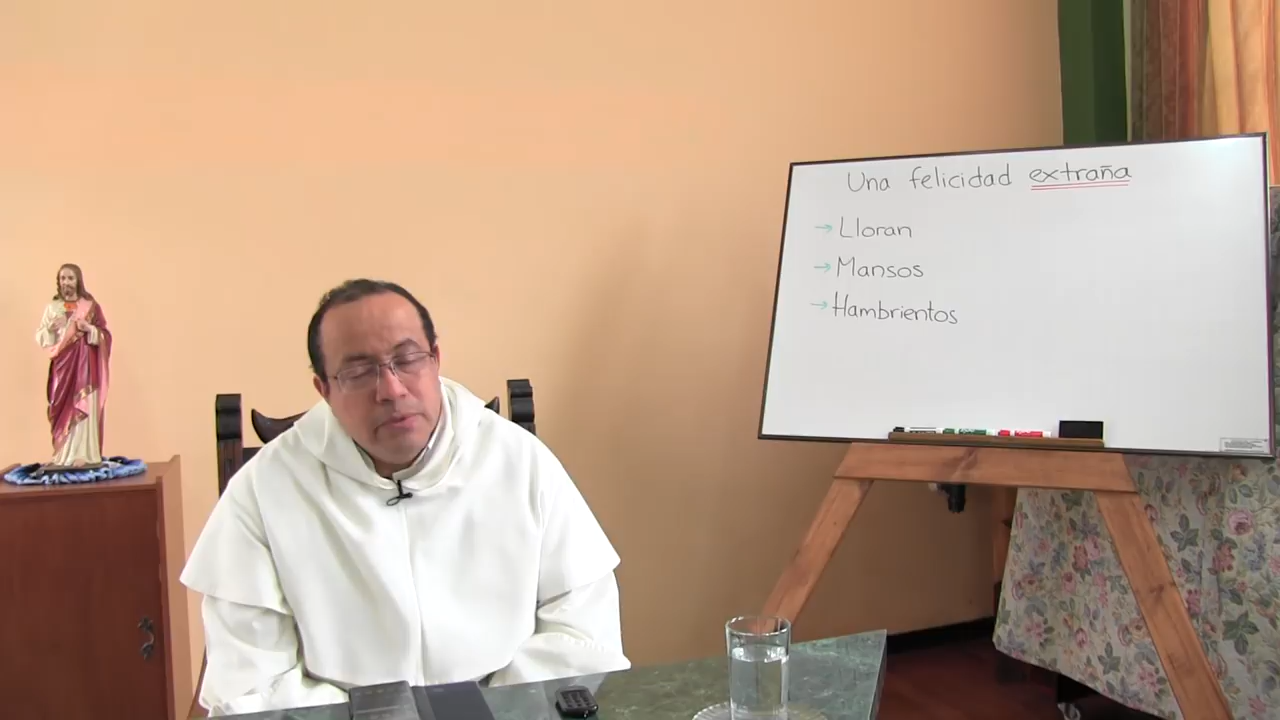 Una felicidad extraña
→ Lloran
→ Mansos
→ Hambrientos